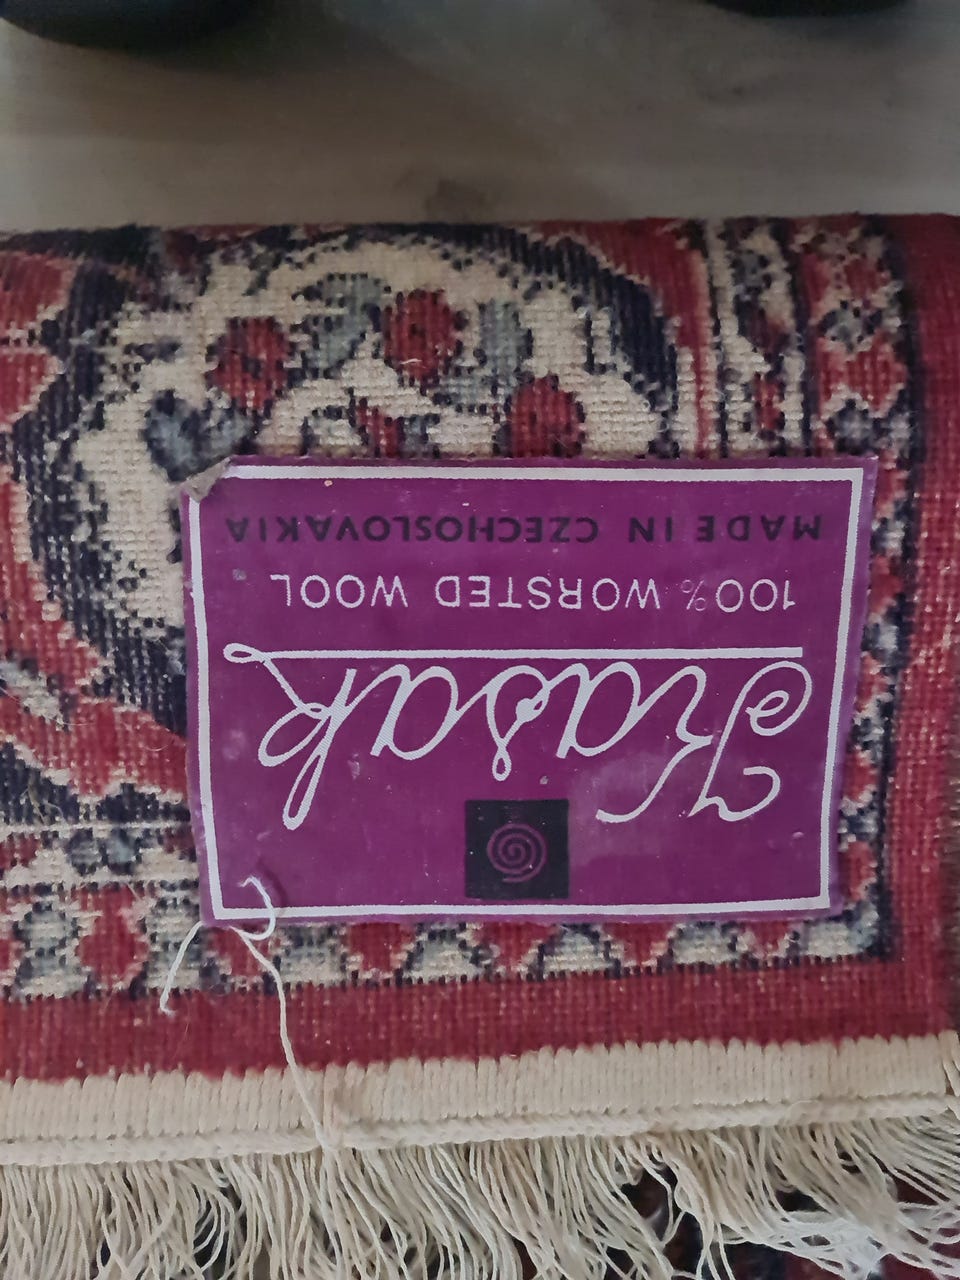 Kasak
100% WORSTED WOOL
MADE IN CZECHOSLOVAKIA